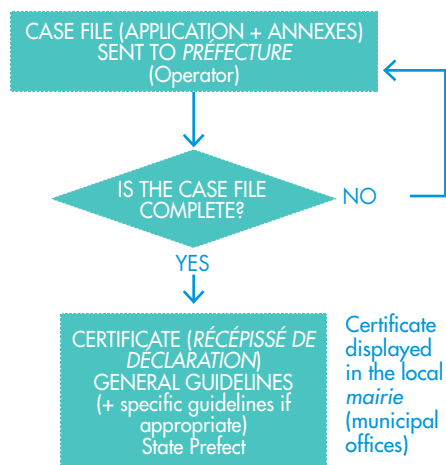 CASE FILE (APPLICATION + ANNEXES)
SENT TO PRÉFECTURE
(Operator)
IS THE CASE FILE
COMPLETE?
NO
YES
CERTIFICATE (RÉCÉPISSÉ DE
DÉCLARATION)
GENERAL GUIDELINES
(+ specific guidelines if
appropriate)
State Prefect
Certificate
displayed
in the local
mairie
(municipal
offices)